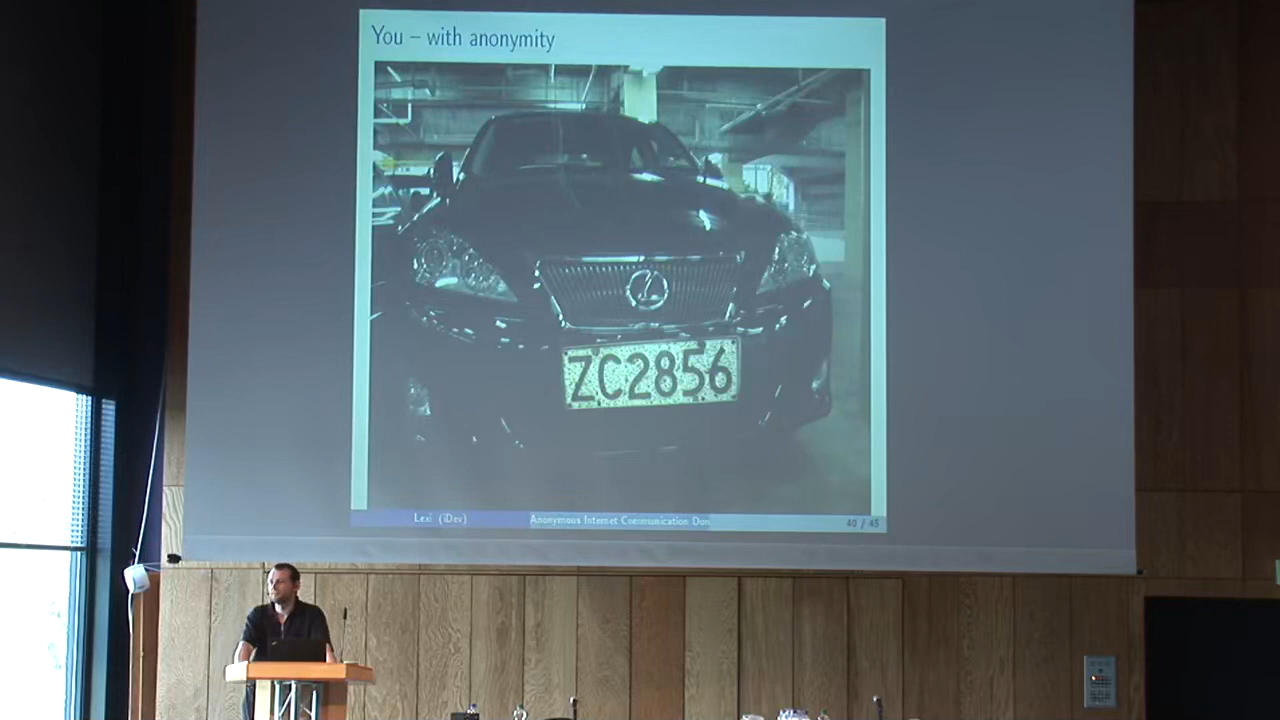 You – with anonymity
ZC2856
Lexi (iDev)
Anonymous Internet Communication Don
40 / 45